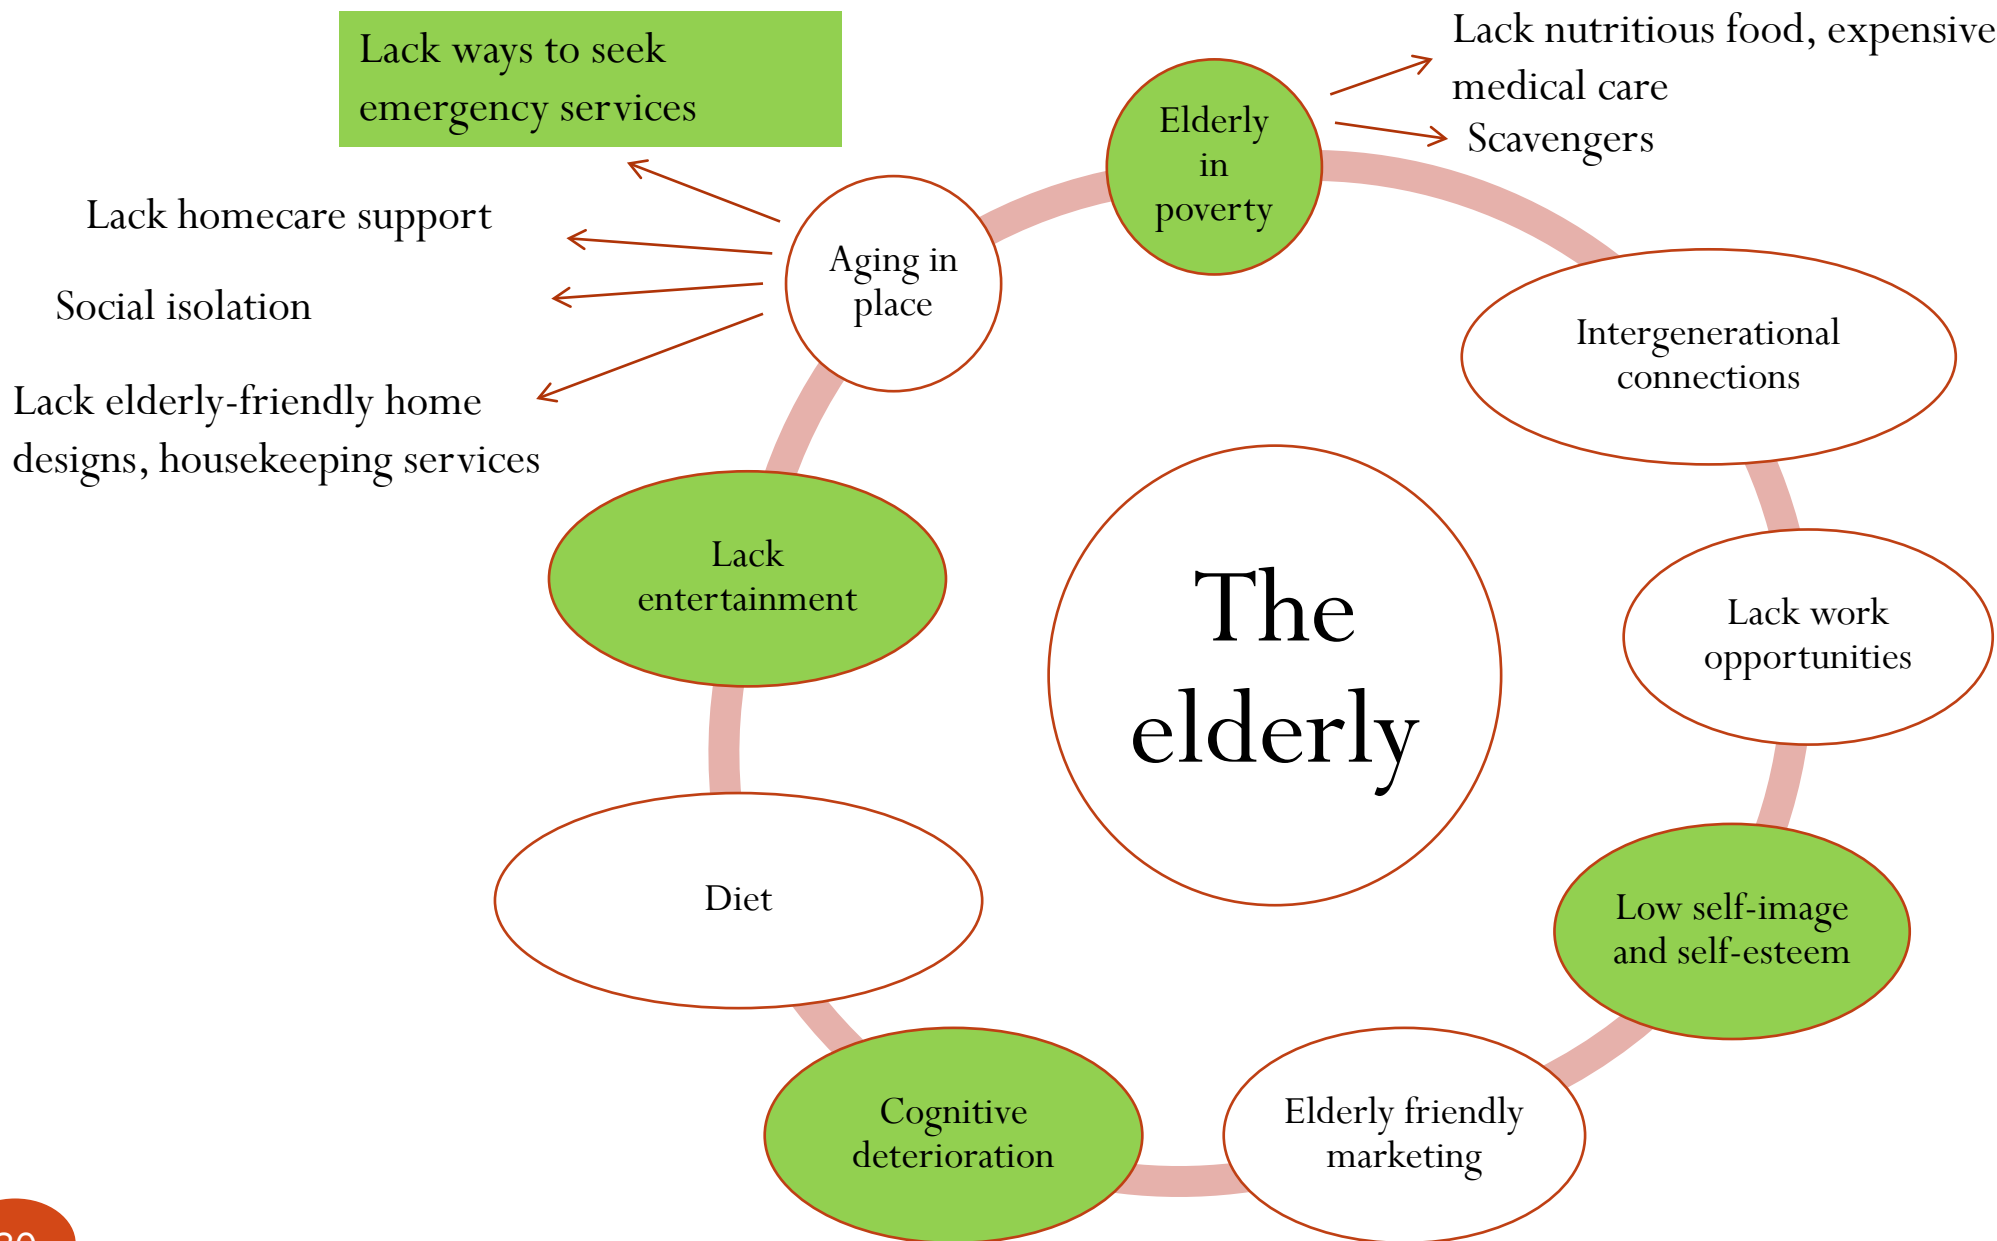 Lack ways to seek
emergency services
Lack homecare support
Social isolation
Lack elderly-friendly home
designs, housekeeping services
Aging in
place
Elderly
in
poverty
Lack nutritious food, expensive
medical care
Scavengers
Intergenerational
connections
Lack work
opportunities
Low self-image
and self-esteem
Elderly friendly
marketing
Cognitive
deterioration
Diet
Lack
entertainment
The
elderly